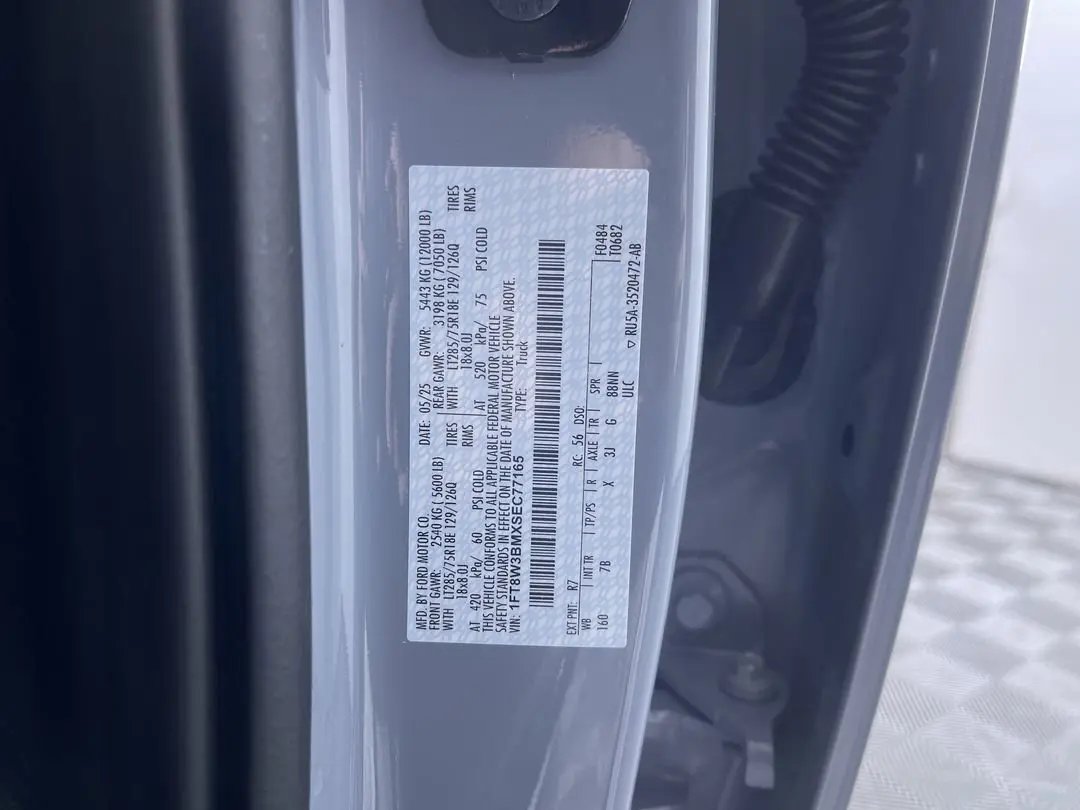 MFD. BY FORD MOTOR CO.
DATE: 05/25 GVWR: 5443 KG (12000 LB)
FRONT GAWR: 2540 KG ( 5600 LB) REAR GAWR: 3198 KG ( 7050 LB)
WITH LT285/75R18E 129/126Q TIRES WITH LT285/75R18E 129/126Q TIRES
18x8.0J RIMS 18x8.0J RIMS
AT 420 kPa/ 60 PSI COLD AT 520 kPa/ 75 PSI COLD
THIS VEHICLE CONFORMS TO ALL APPLICABLE FEDERAL MOTOR VEHICLE
SAFETY STANDARDS IN EFFECT ON THE DATE OF MANUFACTURE SHOWN ABOVE.
VIN: 1FT8W3BMXSEC77165 TYPE: Truck
EXT PNT: R7 RC: 56 DSO:
WB INT TR TP/PS R AXLE TR SPR F0484
160 7B X 3J G 88NN T0682
ULC ▽ RU5A-3520472-AB